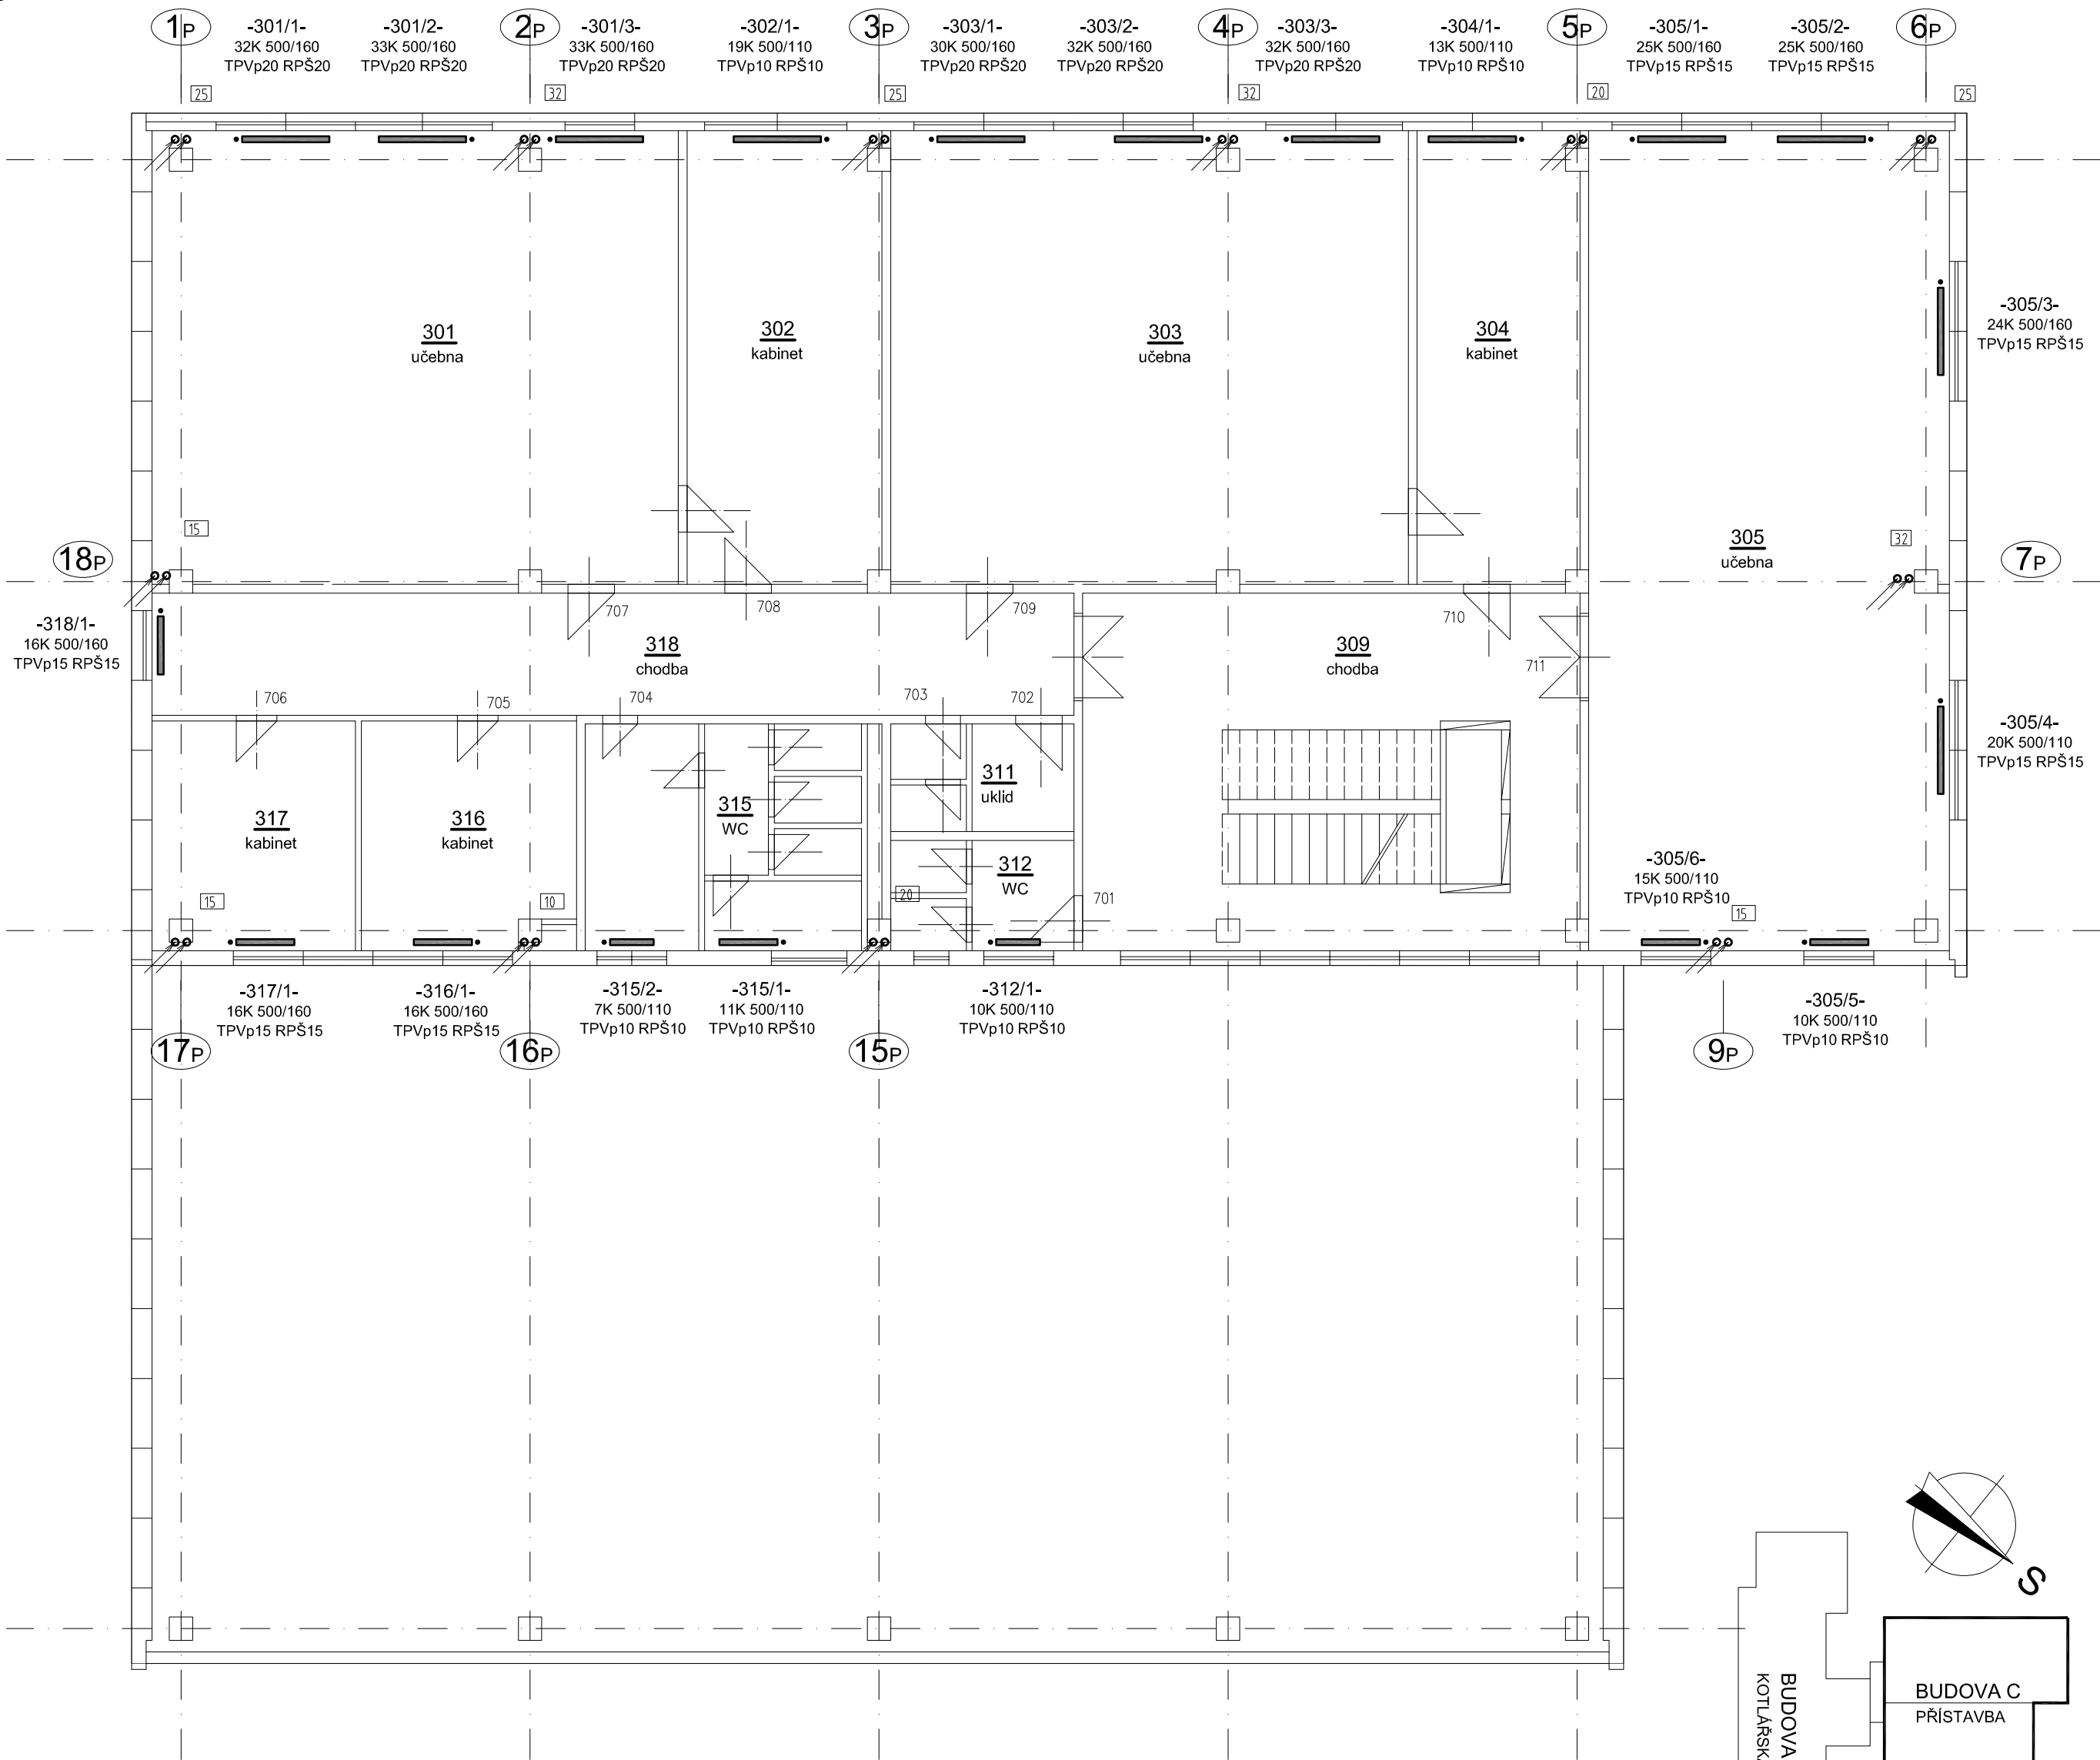 1P
-301/1-
32K 500/160
TPVp20 RPŠ20
-301/2-
33K 500/160
TPVp20 RPŠ20
2P
-301/3-
33K 500/160
TPVp20 RPŠ20
-302/1-
19K 500/110
TPVp10 RPŠ10
3P
-303/1-
30K 500/160
TPVp20 RPŠ20
-303/2-
32K 500/160
TPVp20 RPŠ20
4P
-303/3-
32K 500/160
TPVp20 RPŠ20
-304/1-
13K 500/110
TPVp10 RPŠ10
5P
-305/1-
25K 500/160
TPVp15 RPŠ15
-305/2-
25K 500/160
TPVp15 RPŠ15
6P
25
32
25
32
20
25
301
učebna
302
kabinet
303
učebna
304
kabinet
-305/3-
24K 500/160
TPVp15 RPŠ15
15
18P
305
učebna
32
7P
-318/1-
16K 500/160
TPVp15 RPŠ15
707
708
709
710
711
318
chodba
309
chodba
706
705
704
703
702
-305/4-
20K 500/110
TPVp15 RPŠ15
317
kabinet
316
kabinet
315
WC
311
uklid
312
WC
701
-305/6-
15K 500/110
TPVp10 RPŠ10
15
10
20
15
-317/1-
16K 500/160
TPVp15 RPŠ15
-316/1-
16K 500/160
TPVp15 RPŠ15
-315/2-
7K 500/110
TPVp10 RPŠ10
-315/1-
11K 500/110
TPVp10 RPŠ10
-312/1-
10K 500/110
TPVp10 RPŠ10
-305/5-
10K 500/110
TPVp10 RPŠ10
17P
16P
15P
9P
S
BUDOVA
KOTLÁŘSK
BUDOVA C
PŘÍSTAVBA